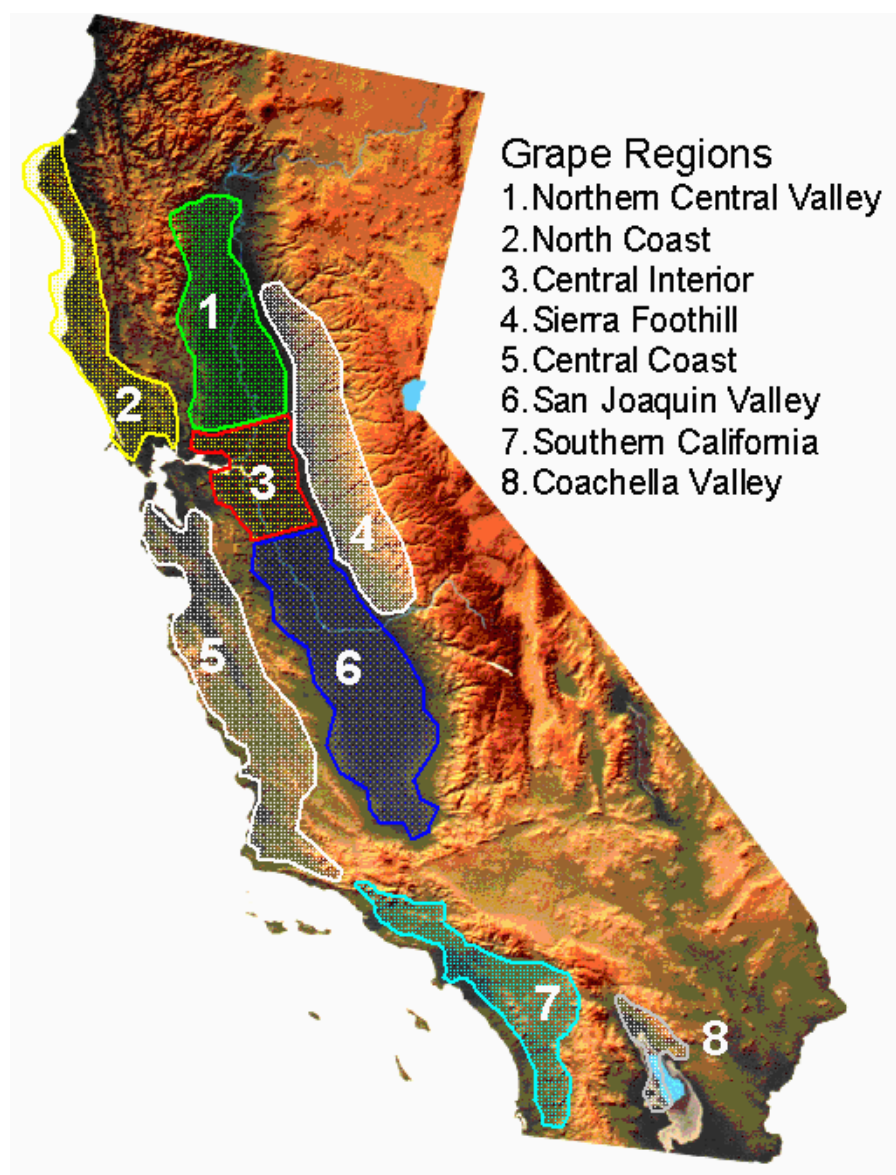 Grape Regions
1.Northern Central Valley
2.North Coast
3.Central Interior
4.Sierra Foothill
5.Central Coast
6.San Joaquin Valley
7.Southern California
8.Coachella Valley
1
2
3
4
5
6
7
8